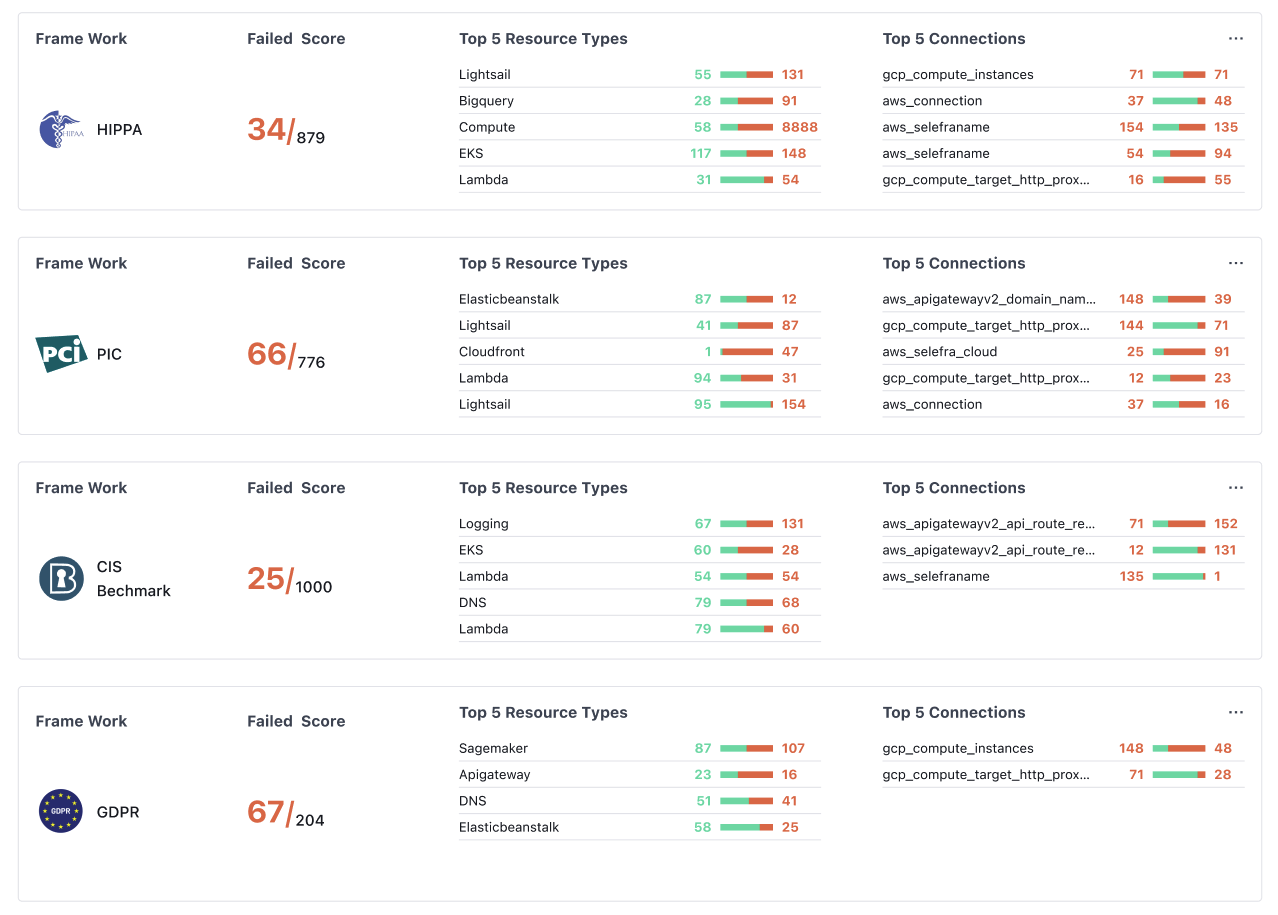 Frame Work Failed Score Top 5 Resource Types Top 5 Connections ...
Lightsail 55 131 gcp_compute_instances 71 71
Bigquery 28 91 aws_connection 37 48
HIPAA HIPPA 34/879 Compute 58 8888 aws_selefraname 154 135
EKS 117 148 aws_selefraname 54 94
Lambda 31 54 gcp_compute_target_http_prox... 16 55
Frame Work Failed Score Top 5 Resource Types Top 5 Connections ...
Elasticbeanstalk 87 12 aws_apigatewayv2_domain_nam... 148 39
Lightsail 41 87 gcp_compute_target_http_prox... 144 71
PCi PIC 66/776 Cloudfront 1 47 aws_selefra_cloud 25 91
Lambda 94 31 gcp_compute_target_http_prox... 12 23
Lightsail 95 154 aws_connection 37 16
Frame Work Failed Score Top 5 Resource Types Top 5 Connections ...
Logging 67 131 aws_apigatewayv2_api_route_re... 71 152
EKS 60 28 aws_apigatewayv2_api_route_re... 12 131
CIS Bechmark 25/1000 Lambda 54 54 aws_selefraname 135 1
DNS 79 68
Lambda 79 60
Frame Work Failed Score Top 5 Resource Types Top 5 Connections ...
Sagemaker 87 107 gcp_compute_instances 148 48
Apigateway 23 16 gcp_compute_target_http_prox... 71 28
DNS 51 41
GDPR GDPR 67/204 Elasticbeanstalk 58 25